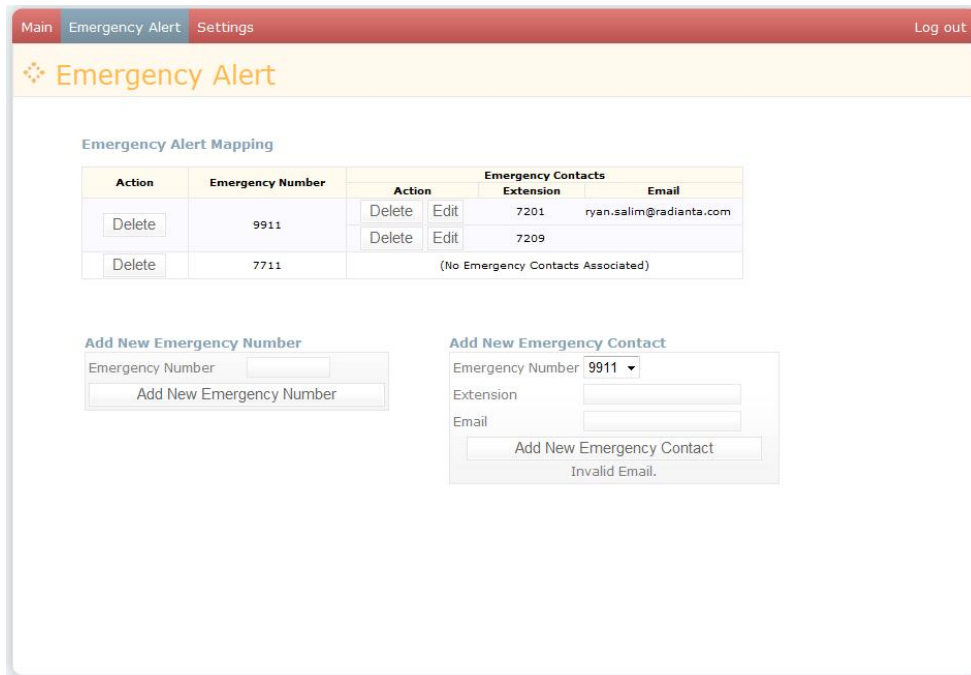 Main Emergency Alert Settings Log out
Emergency Alert
Emergency Alert Mapping
Action Emergency Number Emergency Contacts
Action Extension Email
Delete 9911 Delete Edit 7201 ryan.salim@radianta.com
Delete Edit 7209
Delete 7711 (No Emergency Contacts Associated)
Add New Emergency Number
Emergency Number
Add New Emergency Number
Add New Emergency Contact
Emergency Number 9911
Extension
Email
Add New Emergency Contact
Invalid Email.